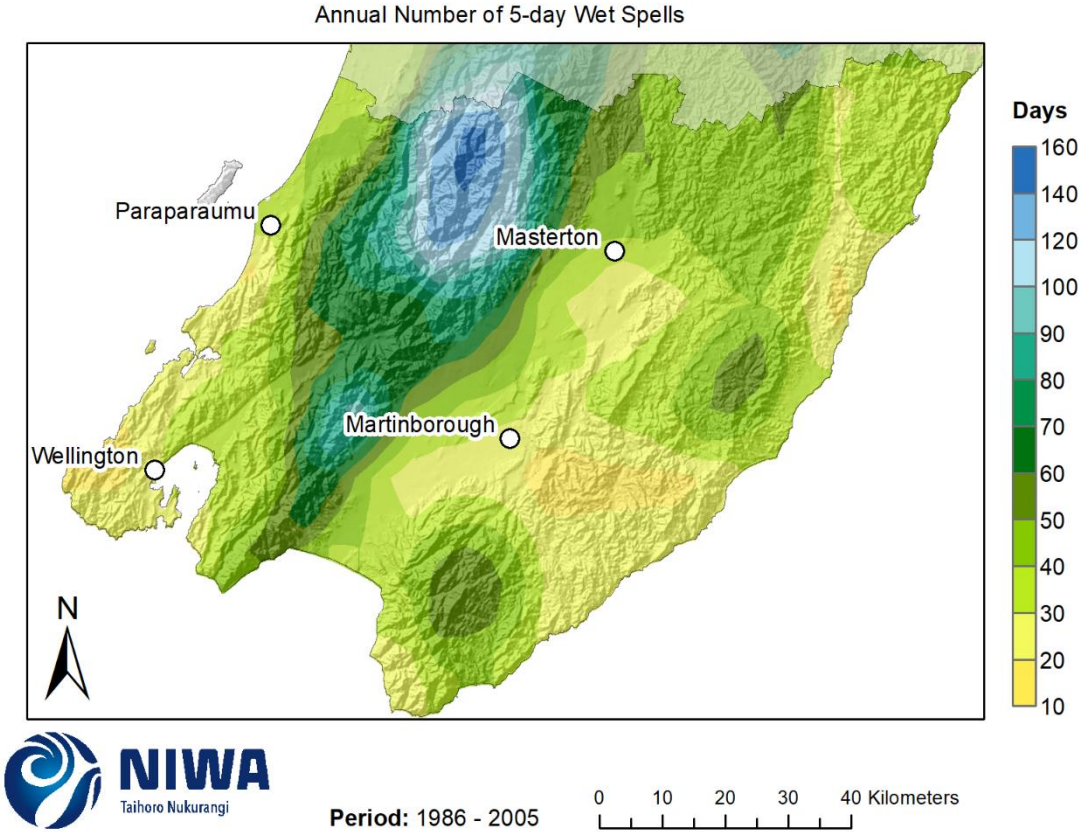 Annual Number of 5-day Wet Spells
Days
160
140
120
100
90
80
70
60
50
40
30
20
10
Paraparaumu
Masterton
Martinborough
Wellington
N
NIWA
Taihoro Nukurangi
Period: 1986 - 2005
0 10 20 30 40 Kilometers